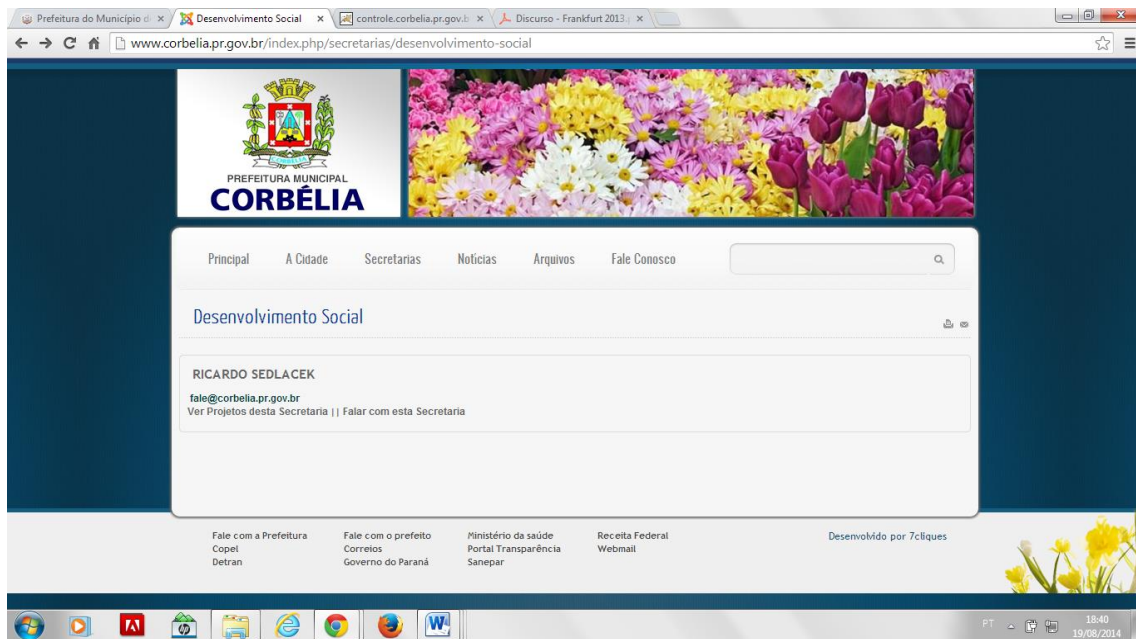 Prefeitura do Município d
Desenvolvimento Social
controle.corbelia.pr.gov.b
Discurso - Frankfurt 2013.
www.corbelia.pr.gov.br/index.php/secretarias/desenvolvimento-social
CORBELIA
PREFEITURA MUNICIPAL
CORBÉLIA
Principal A Cidade Secretarias Noticias Arquivos Fale Conosco
Desenvolvimento Social
RICARDO SEDLACEK
fale@corbelia.pr.gov.br
Ver Projetos desta Secretaria || Falar com esta Secretaria
Fale com a Prefeitura Fale com o prefeito Ministério da saúde Receita Federal Desenvolvido por 7cliques
Copel Correios Portal Transparência Webmail
Detran Governo do Paraná Sanepar
PT 18:40
19/08/2014